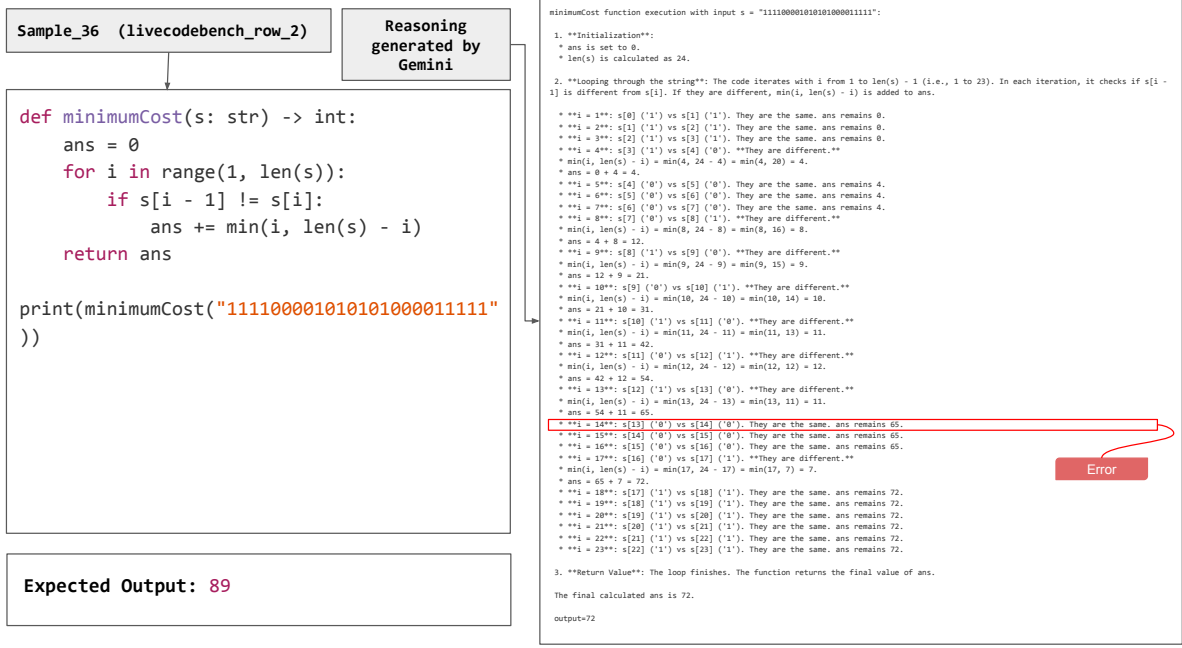 Sample_36 (livecodebench_row_2)
Reasoning
generated by
Gemini
def minimumCost(s: str) -> int:
    ans = 0
    for i in range(1, len(s)):
        if s[i - 1] != s[i]:
            ans += min(i, len(s) - i)
    return ans
print(minimumCost("111100001010101000011111"
))
Expected Output: 89
minimumCost function execution with input s = "111100001010101000011111":
1. **Initialization**:
* ans is set to 0.
* len(s) is calculated as 24.
2. **Looping through the string**: The code iterates with i from 1 to len(s) - 1 (i.e., 1 to 23). In each iteration, it checks if s[i -
1] is different from s[i]. If they are different, min(i, len(s) - i) is added to ans.
* **i = 1**: s[0] ('1') vs s[1] ('1'). They are the same. ans remains 0.
* **i = 2**: s[1] ('1') vs s[2] ('1'). They are the same. ans remains 0.
* **i = 3**: s[2] ('1') vs s[3] ('1'). They are the same. ans remains 0.
* **i = 4**: s[3] ('1') vs s[4] ('0'). **They are different.**
* min(i, len(s) - i) = min(4, 24 - 4) = min(4, 20) = 4.
* ans = 0 + 4 = 4.
* **i = 5**: s[4] ('0') vs s[5] ('0'). They are the same. ans remains 4.
* **i = 6**: s[5] ('0') vs s[6] ('0'). They are the same. ans remains 4.
* **i = 7**: s[6] ('0') vs s[7] ('0'). They are the same. ans remains 4.
* **i = 8**: s[7] ('0') vs s[8] ('1'). **They are different.**
* min(i, len(s) - i) = min(8, 24 - 8) = min(8, 16) = 8.
* ans = 4 + 8 = 12.
* **i = 9**: s[8] ('1') vs s[9] ('0'). **They are different.**
* min(i, len(s) - i) = min(9, 24 - 9) = min(9, 15) = 9.
* ans = 12 + 9 = 21.
* **i = 10**: s[9] ('0') vs s[10] ('1'). **They are different.**
* min(i, len(s) - i) = min(10, 24 - 10) = min(10, 14) = 10.
* ans = 21 + 10 = 31.
* **i = 11**: s[10] ('1') vs s[11] ('0'). **They are different.**
* min(i, len(s) - i) = min(11, 24 - 11) = min(11, 13) = 11.
* ans = 31 + 11 = 42.
* **i = 12**: s[11] ('0') vs s[12] ('1'). **They are different.**
* min(i, len(s) - i) = min(12, 24 - 12) = min(12, 12) = 12.
* ans = 42 + 12 = 54.
* **i = 13**: s[12] ('1') vs s[13] ('0'). **They are different.**
* min(i, len(s) - i) = min(13, 24 - 13) = min(13, 11) = 11.
* ans = 54 + 11 = 65.
* **i = 14**: s[13] ('0') vs s[14] ('0'). They are the same. ans remains 65.
* **i = 15**: s[14] ('0') vs s[15] ('0'). They are the same. ans remains 65.
* **i = 16**: s[15] ('0') vs s[16] ('0'). They are the same. ans remains 65.
* **i = 17**: s[16] ('0') vs s[17] ('1'). **They are different.**
* min(i, len(s) - i) = min(17, 24 - 17) = min(17, 7) = 7.
* ans = 65 + 7 = 72.
* **i = 18**: s[17] ('1') vs s[18] ('1'). They are the same. ans remains 72.
* **i = 19**: s[18] ('1') vs s[19] ('1'). They are the same. ans remains 72.
* **i = 20**: s[19] ('1') vs s[20] ('1'). They are the same. ans remains 72.
* **i = 21**: s[20] ('1') vs s[21] ('1'). They are the same. ans remains 72.
* **i = 22**: s[21] ('1') vs s[22] ('1'). They are the same. ans remains 72.
* **i = 23**: s[22] ('1') vs s[23] ('1'). They are the same. ans remains 72.
Error
3. **Return Value**: The loop finishes. The function returns the final value of ans.
The final calculated ans is 72.
output=72